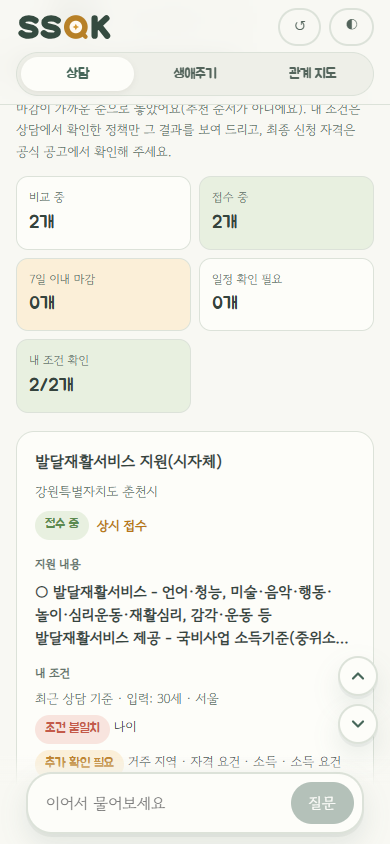 SSOK
상담
생애주기
관계 지도
마감이 가까운 순으로 놓았어요(추천 순서가 아니에요). 내 조건은
상담에서 확인한 정책만 그 결과를 보여 드리고, 최종 신청 자격은
공식 공고에서 확인해 주세요.
비교 중
2개
접수 중
2개
7일 이내 마감
0개
일정 확인 필요
0개
내 조건 확인
2/2개
발달재활서비스 지원(시자체)
강원특별자치도 춘천시
접수 중
상시 접수
지원 내용
○ 발달재활서비스 - 언어·청능, 미술·음악·행동·
놀이·심리운동·재활심리, 감각·운동 등
발달재활서비스 제공 - 국비사업 소득기준(중위소...
내 조건
최근 상담 기준 · 입력: 30세 · 서울
조건 불일치 나이
추가 확인 필요 거주 지역 · 자격 요건 · 소득 · 소득 요건
이어서 물어보세요
질문